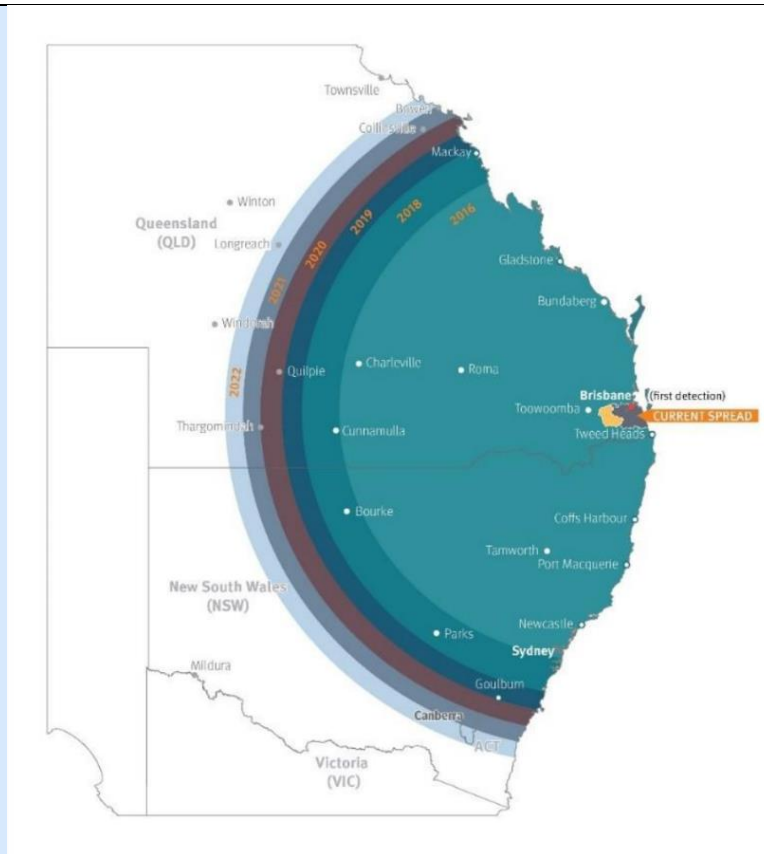 Townsville
Bowen
Collinsville
Mackay
Winton
Queensland
(QLD)
Longreach
2016
2018
2019
2020
2021
2022
Gladstone
Bundaberg
Windorah
Quilpie
Charleville
Roma
Brisbane
(first detection)
Toowoomba
CURRENT SPREAD
Tweed Heads
Thargomindah
Cunnamulla
Bourke
Coffs Harbour
Tamworth
Port Macquerie
New South Wales
(NSW)
Newcastle
Parks
Sydney
Mildura
Goulburn
Canberra
ACT
Victoria
(VIC)